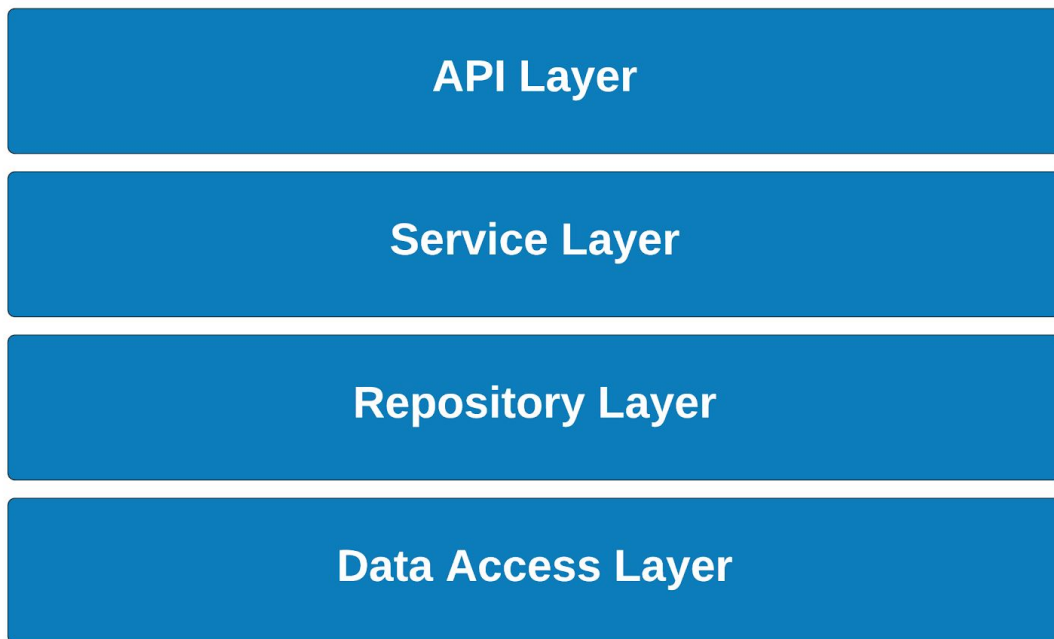 API Layer
Service Layer
Repository Layer
Data Access Layer